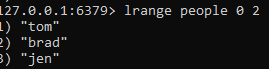 127.0.0.1:6379> lrange people 0 2
1) "tom"
2) "brad"
3) "jen"